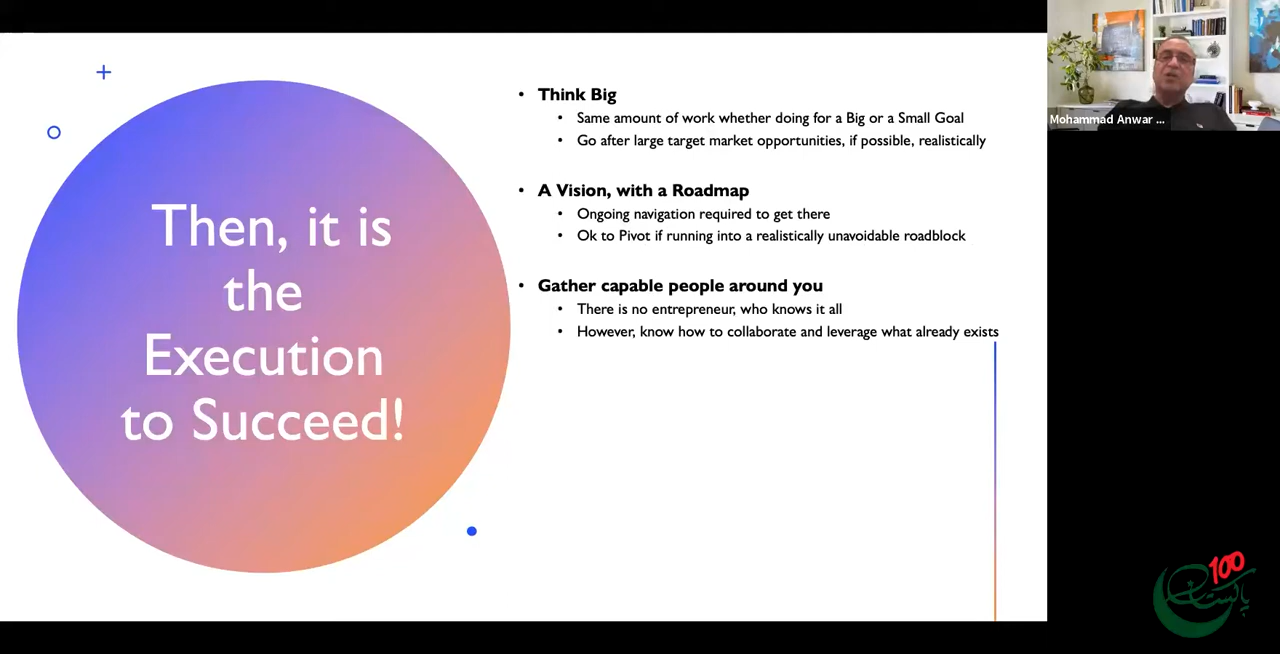 Then, it is
the
Execution
to Succeed!
• Think Big
• Same amount of work whether doing for a Big or a Small Goal
• Go after large target market opportunities, if possible, realistically
• A Vision, with a Roadmap
• Ongoing navigation required to get there
• Ok to Pivot if running into a realistically unavoidable roadblock
• Gather capable people around you
• There is no entrepreneur, who knows it all
• However, know how to collaborate and leverage what already exists
Mohammad Anwar ...
100
پاکستان